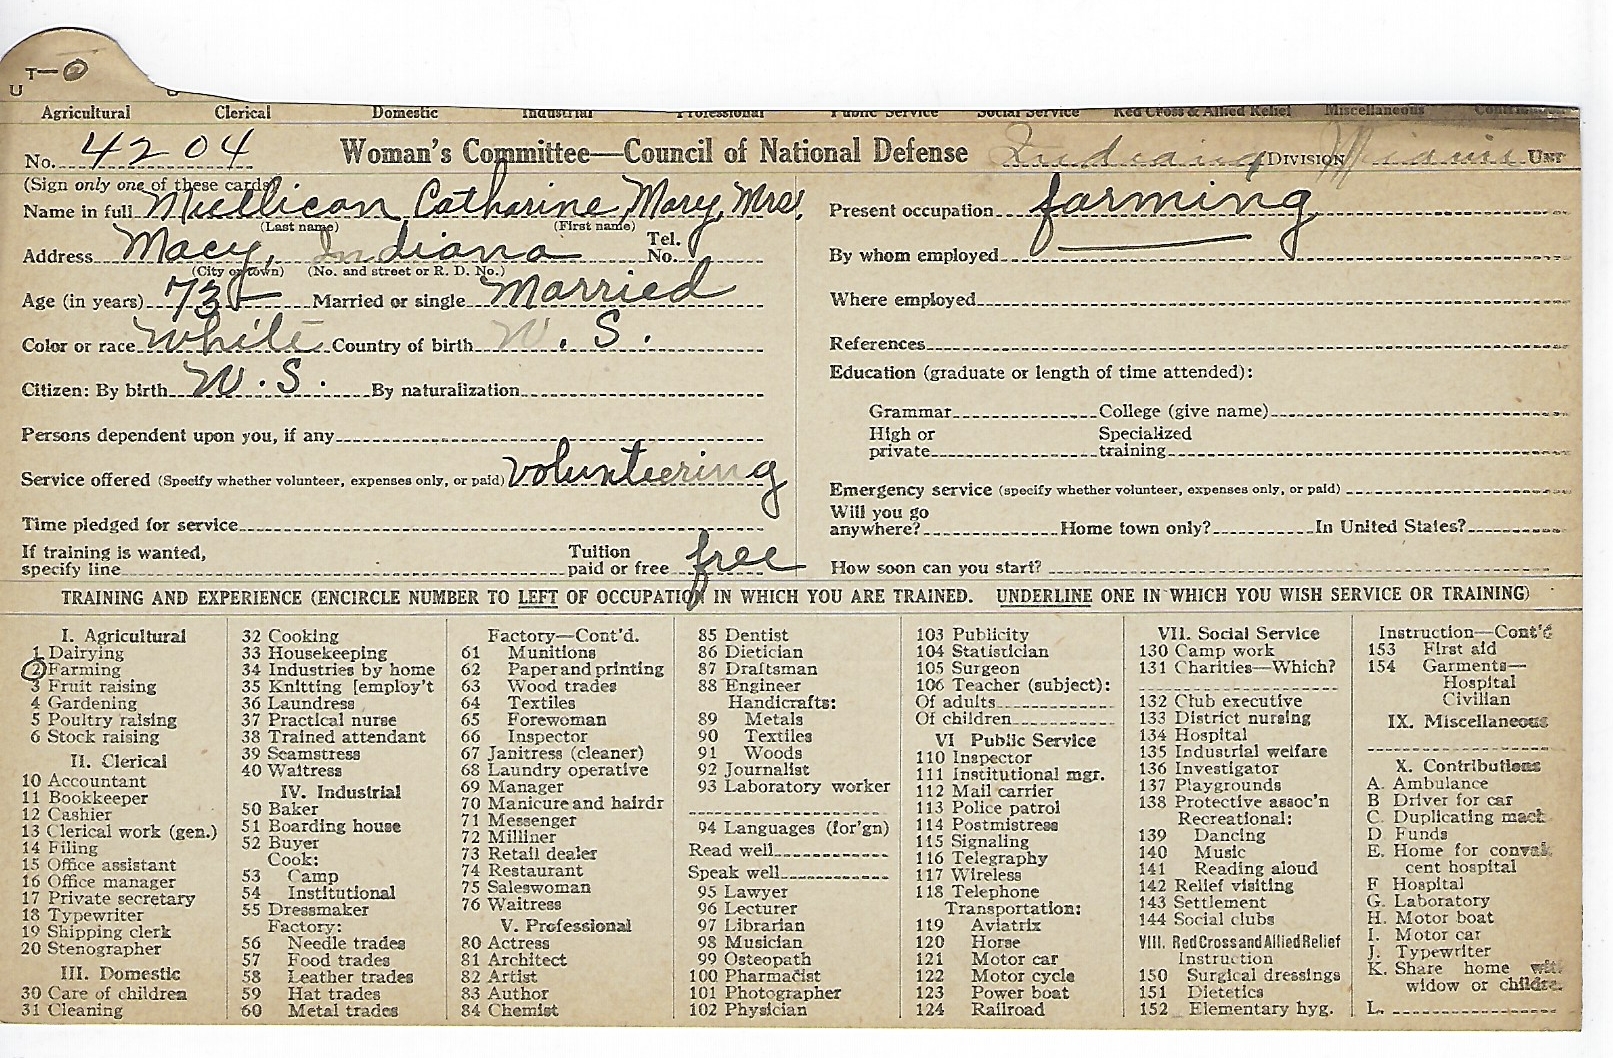 T—0
U
Agricultural Clerical Domestic Industrial Professional Public Service Social Service Red Cross & Allied Relief Miscellaneous
No. 4204 Woman's Committee—Council of National Defense Indiana DIVISION Miami UNIT
(Sign only one of these cards)
Name in full Mullican Catharine Mary, Mrs.
(Last name) (First name)
Address Macy, Indiana Tel. No.
(City or town) (No. and street or R. D. No.)
Age (in years) 73 Married or single Married
Color or race White Country of birth U. S.
Citizen: By birth U. S. By naturalization
Persons dependent upon you, if any
Service offered (Specify whether volunteer, expenses only, or paid) volunteering
Time pledged for service
If training is wanted, specify line Tuition paid or free free
Present occupation farming
By whom employed
Where employed
References
Education (graduate or length of time attended):
Grammar College (give name)
High or private Specialized training
Emergency service (specify whether volunteer, expenses only, or paid)
Will you go anywhere? Home town only? In United States?
How soon can you start?
TRAINING AND EXPERIENCE (ENCIRCLE NUMBER TO LEFT OF OCCUPATION IN WHICH YOU ARE TRAINED. UNDERLINE ONE IN WHICH YOU WISH SERVICE OR TRAINING)
I. Agricultural
1 Dairying
2 Farming
3 Fruit raising
4 Gardening
5 Poultry raising
6 Stock raising
II. Clerical
10 Accountant
11 Bookkeeper
12 Cashier
13 Clerical work (gen.)
14 Filing
15 Office assistant
16 Office manager
17 Private secretary
18 Typewriter
19 Shipping clerk
20 Stenographer
III. Domestic
30 Care of children
31 Cleaning
32 Cooking
33 Housekeeping
34 Industries by home
35 Knitting [employ't
36 Laundress
37 Practical nurse
38 Trained attendant
39 Seamstress
40 Waitress
IV. Industrial
50 Baker
51 Boarding house
52 Buyer
Cook:
53 Camp
54 Institutional
55 Dressmaker
Factory:
56 Needle trades
57 Food trades
58 Leather trades
59 Hat trades
60 Metal trades
Factory—Cont'd.
61 Munitions
62 Paper and printing
63 Wood trades
64 Textiles
65 Forewoman
66 Inspector
67 Janitress (cleaner)
68 Laundry operative
69 Manager
70 Manicure and hairdr
71 Messenger
72 Milliner
73 Retail dealer
74 Restaurant
75 Saleswoman
76 Waitress
V. Professional
80 Actress
81 Architect
82 Artist
83 Author
84 Chemist
85 Dentist
86 Dietician
87 Draftsman
88 Engineer
Handicrafts:
89 Metals
90 Textiles
91 Woods
92 Journalist
93 Laboratory worker
94 Languages (for'gn)
Read well
Speak well
95 Lawyer
96 Lecturer
97 Librarian
98 Musician
99 Osteopath
100 Pharmacist
101 Photographer
102 Physician
103 Publicity
104 Statistician
105 Surgeon
106 Teacher (subject):
Of adults
Of children
VI Public Service
110 Inspector
111 Institutional mgr.
112 Mail carrier
113 Police patrol
114 Postmistress
115 Signaling
116 Telegraphy
117 Wireless
118 Telephone
Transportation:
119 Aviatrix
120 Horse
121 Motor car
122 Motor cycle
123 Power boat
124 Railroad
VII. Social Service
130 Camp work
131 Charities—Which?
132 Club executive
133 District nursing
134 Hospital
135 Industrial welfare
136 Investigator
137 Playgrounds
138 Protective assoc'n
Recreational:
139 Dancing
140 Music
141 Reading aloud
142 Relief visiting
143 Settlement
144 Social clubs
VIII. Red Cross and Allied Relief
Instruction
150 Surgical dressings
151 Dietetics
152 Elementary hyg.
Instruction—Cont'd
153 First aid
154 Garments—
Hospital
Civilian
IX. Miscellaneous
X. Contributions
A. Ambulance
B Driver for car
C. Duplicating mach.
D. Funds
E. Home for convales
cent hospital
F Hospital
G. Laboratory
H. Motor boat
I. Motor car
J. Typewriter
K. Share home with
widow or children.
L.